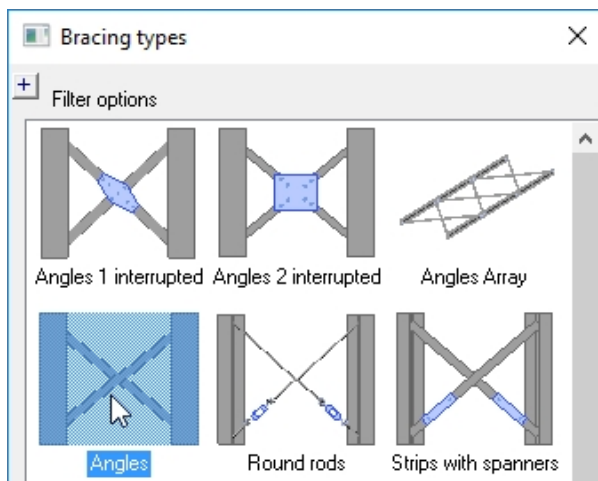 Bracing types
+
Filter options
Angles 1 interrupted
Angles 2 interrupted
Angles Array
Angles
Round rods
Strips with spanners